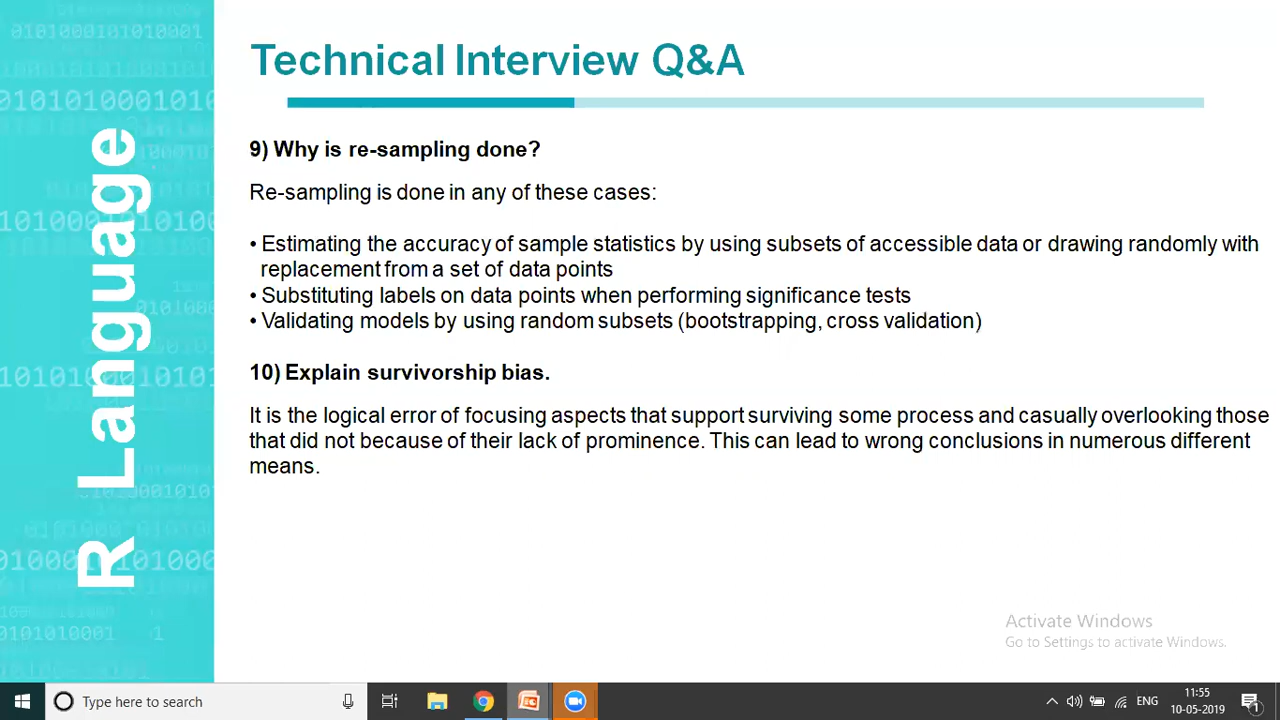 Technical Interview Q&A
R Language
9) Why is re-sampling done?
Re-sampling is done in any of these cases:
• Estimating the accuracy of sample statistics by using subsets of accessible data or drawing randomly with
replacement from a set of data points
• Substituting labels on data points when performing significance tests
• Validating models by using random subsets (bootstrapping, cross validation)
10) Explain survivorship bias.
It is the logical error of focusing aspects that support surviving some process and casually overlooking those
that did not because of their lack of prominence. This can lead to wrong conclusions in numerous different
means.
Activate Windows
Go to Settings to activate Windows.
Type here to search
ENG
11:55
10-05-2019